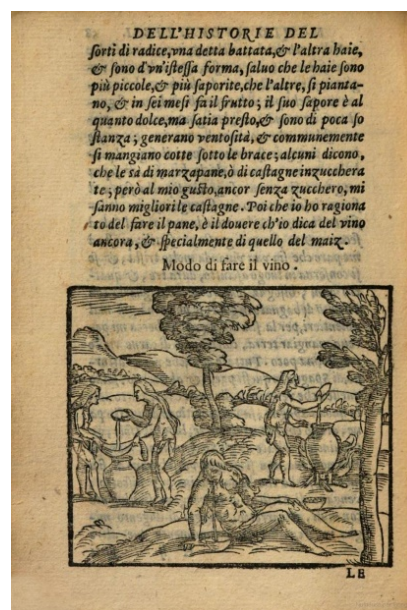 DELL'HISTORIE DEL
sorti di radice, vna detta battata, & l'altra haie,
& sono d'vn'istessa forma, saluo che le haie sono
più piccole, & più saporite, che l'altre, si pianta-
no, & in sei mesi fa il frutto; il suo sapore è al
quanto dolce, ma satia presto, & sono di poca so
stanza; generano ventosità, & communemente
si mangiano cotte sotto le brace; alcuni dicono,
che le sà di marzapane, ò di castagne inzucchera
te; però al mio gusto, ancor senza zucchero, mi
sanno migliori le castagne. Poi che io ho ragiona
to del fare il pane, è il douere ch'io dica del vino
ancora, & specialmente di quello del maiz.
Modo di fare il vino.
LE